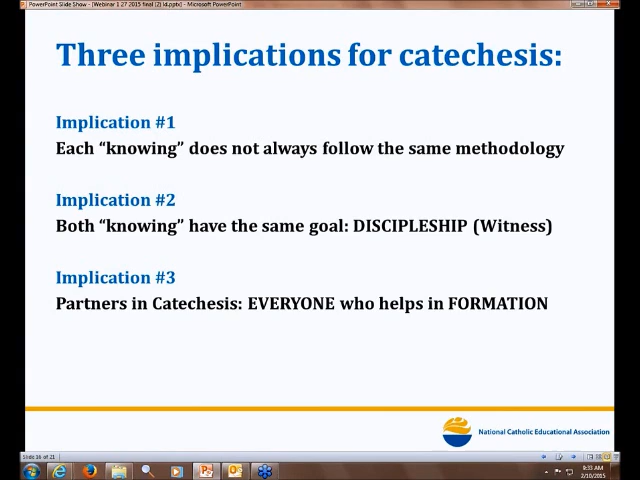 PowerPoint Slide Show - [Webinar 1 27 2015 final (2) ld.pptx] - Microsoft PowerPoint
Three implications for catechesis:
Implication #1
Each “knowing” does not always follow the same methodology
Implication #2
Both “knowing” have the same goal: DISCIPLESHIP (Witness)
Implication #3
Partners in Catechesis: EVERYONE who helps in FORMATION
National Catholic Educational Association
Slide 16 of 21
9:33 AM
2/10/2015